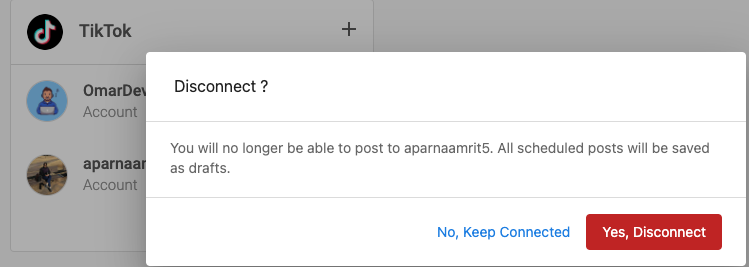 TikTok
OmarDev
Account
aparnaam
Account
Disconnect ?
You will no longer be able to post to aparnaamrit5. All scheduled posts will be saved
as drafts.
No, Keep Connected
Yes, Disconnect